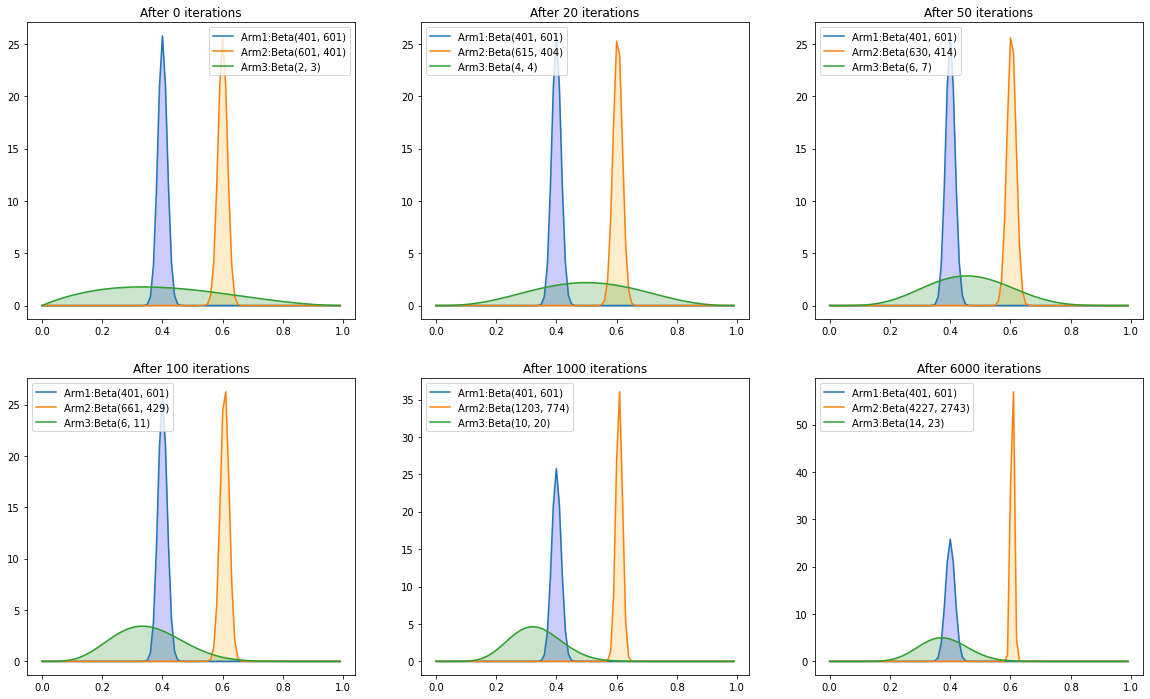 After 0 iterations
Arm1:Beta(401, 601)
Arm2:Beta(601, 401)
Arm3:Beta(2, 3)
25
20
15
10
5
0
0.0 0.2 0.4 0.6 0.8 1.0
After 20 iterations
Arm1:Beta(401, 601)
Arm2:Beta(615, 404)
Arm3:Beta(4, 4)
25
20
15
10
5
0
0.0 0.2 0.4 0.6 0.8 1.0
After 50 iterations
Arm1:Beta(401, 601)
Arm2:Beta(630, 414)
Arm3:Beta(6, 7)
25
20
15
10
5
0
0.0 0.2 0.4 0.6 0.8 1.0
After 100 iterations
Arm1:Beta(401, 601)
Arm2:Beta(661, 429)
Arm3:Beta(6, 11)
25
20
15
10
5
0
0.0 0.2 0.4 0.6 0.8 1.0
After 1000 iterations
Arm1:Beta(401, 601)
Arm2:Beta(1203, 774)
Arm3:Beta(10, 20)
35
30
25
20
15
10
5
0
0.0 0.2 0.4 0.6 0.8 1.0
After 6000 iterations
Arm1:Beta(401, 601)
Arm2:Beta(4227, 2743)
Arm3:Beta(14, 23)
50
40
30
20
10
0
0.0 0.2 0.4 0.6 0.8 1.0